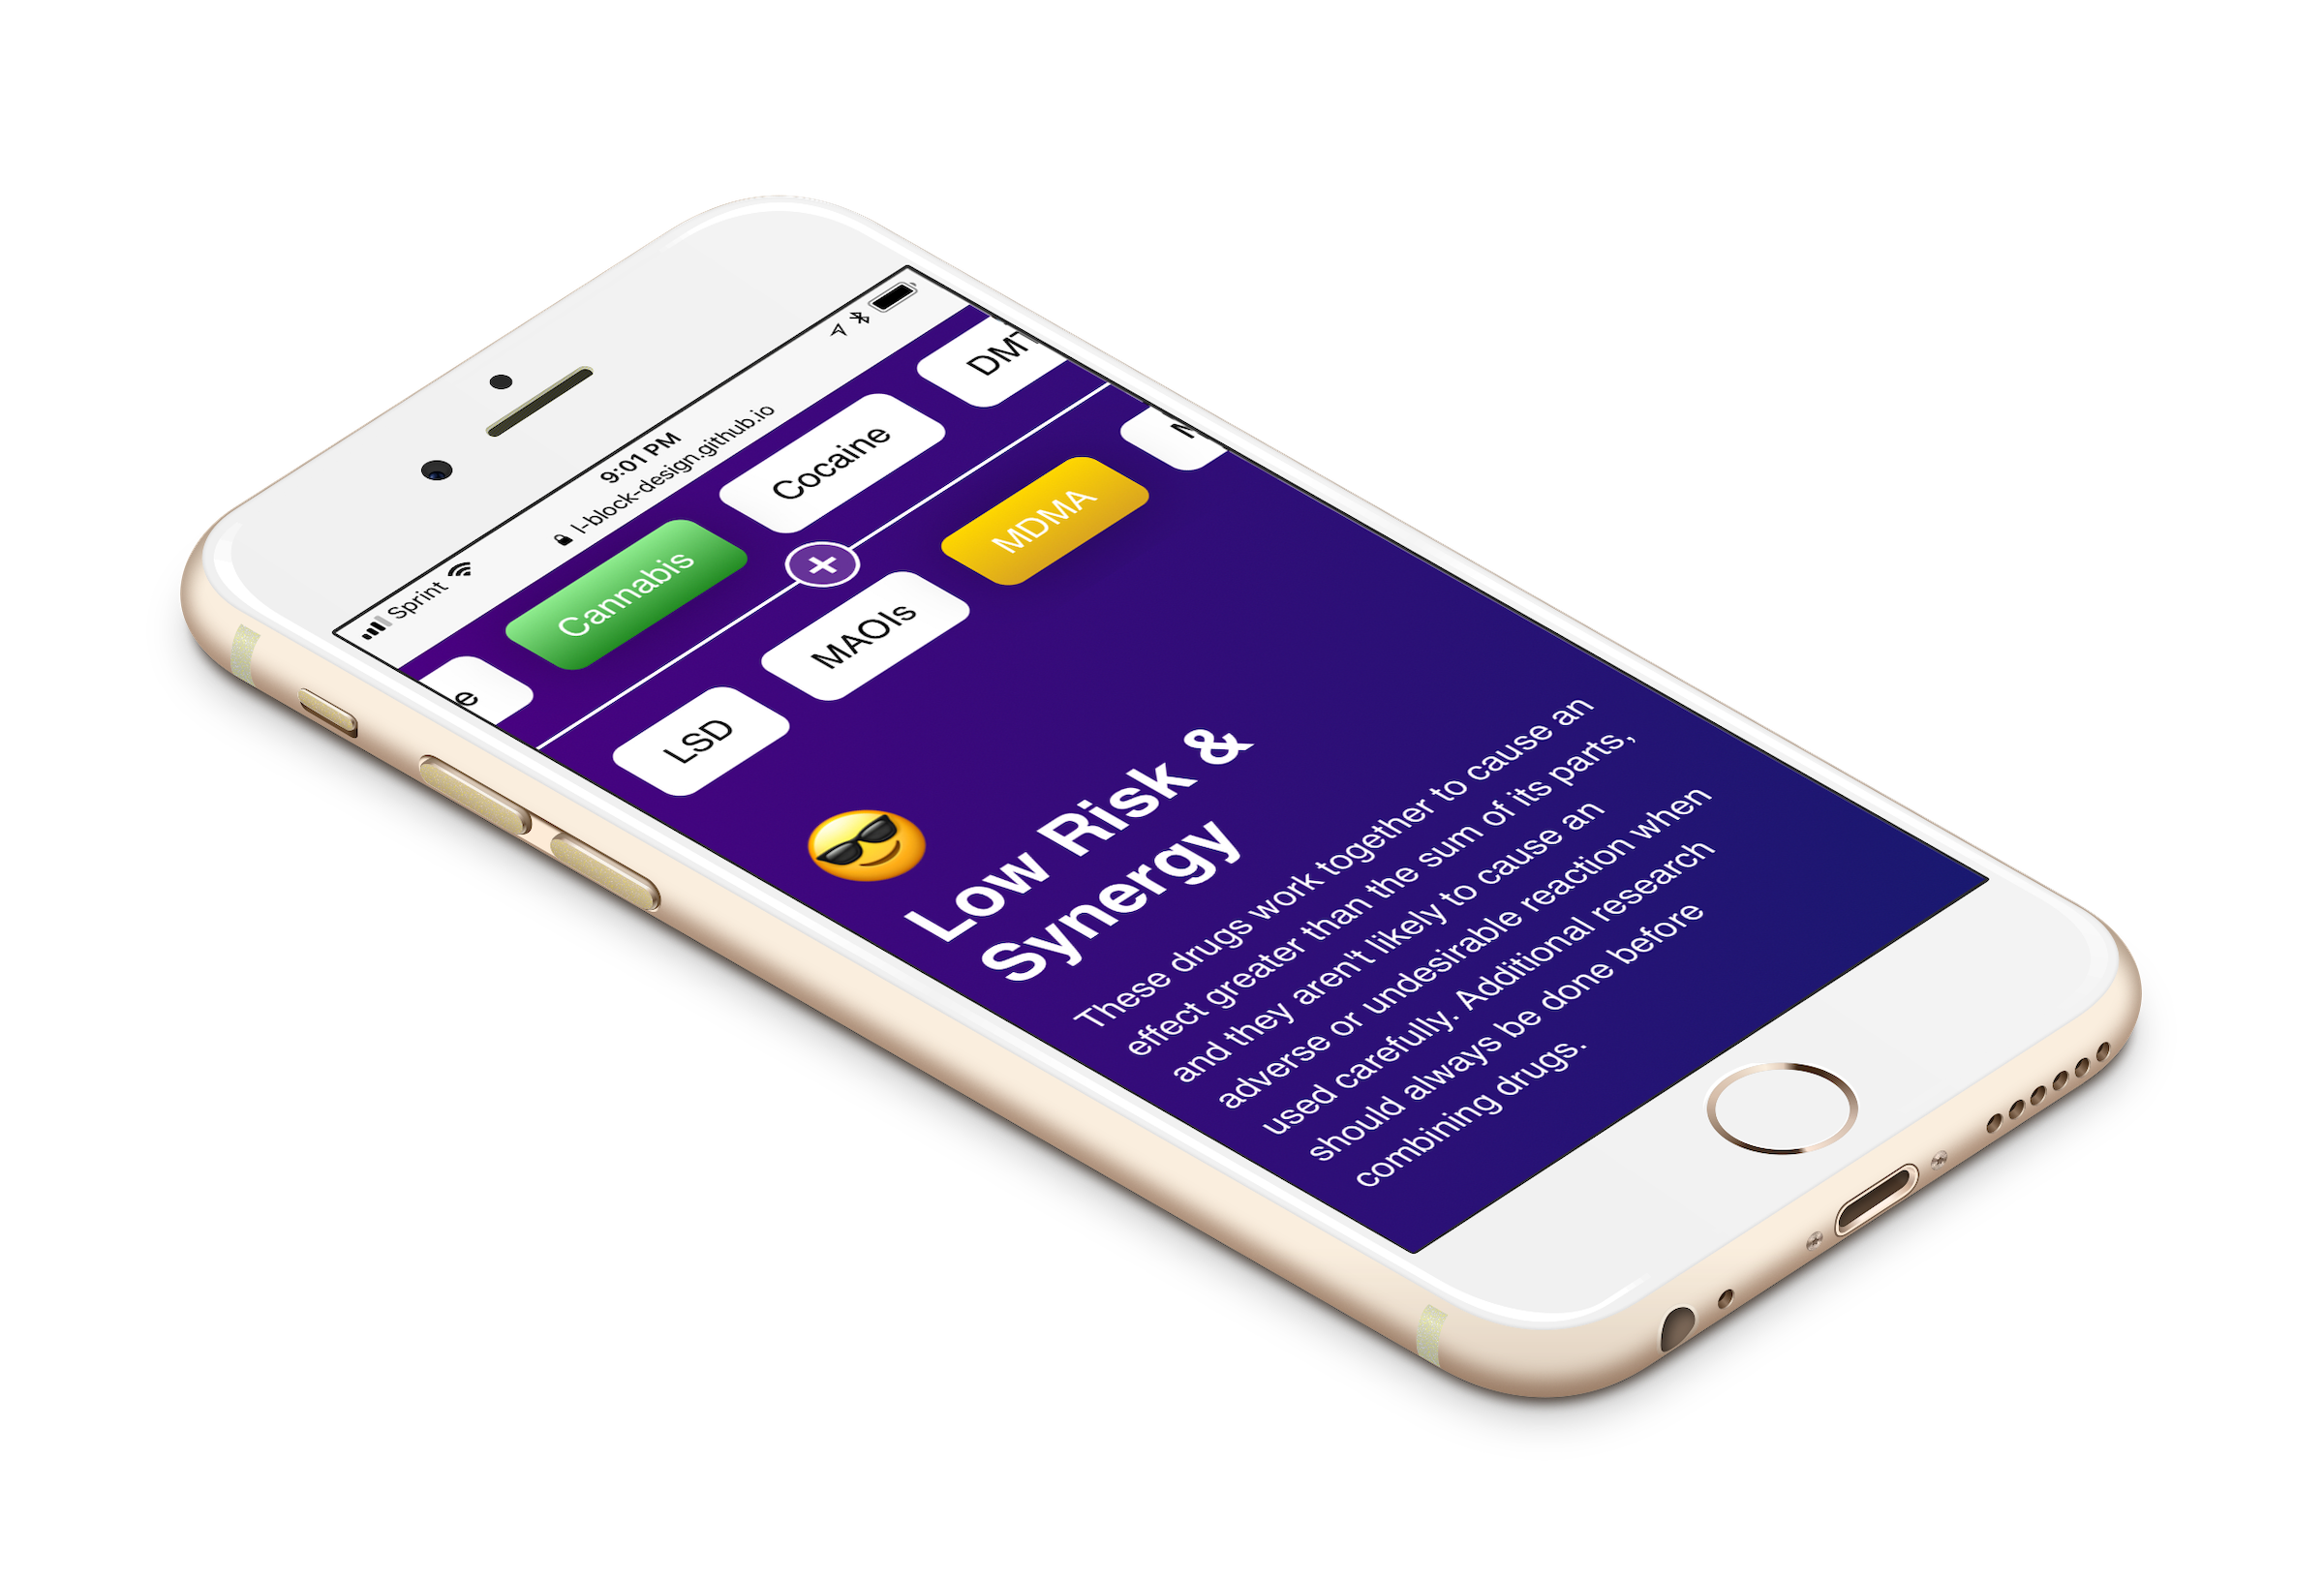 Sprint 9:01 PM
l-block-design.github.io
e Cannabis Cocaine DMT
+
LSD MAOIs MDMA
Low Risk &
Synergy
These drugs work together to cause an
effect greater than the sum of its parts,
and they aren't likely to cause an
adverse or undesirable reaction when
used carefully. Additional research
should always be done before
combining drugs.